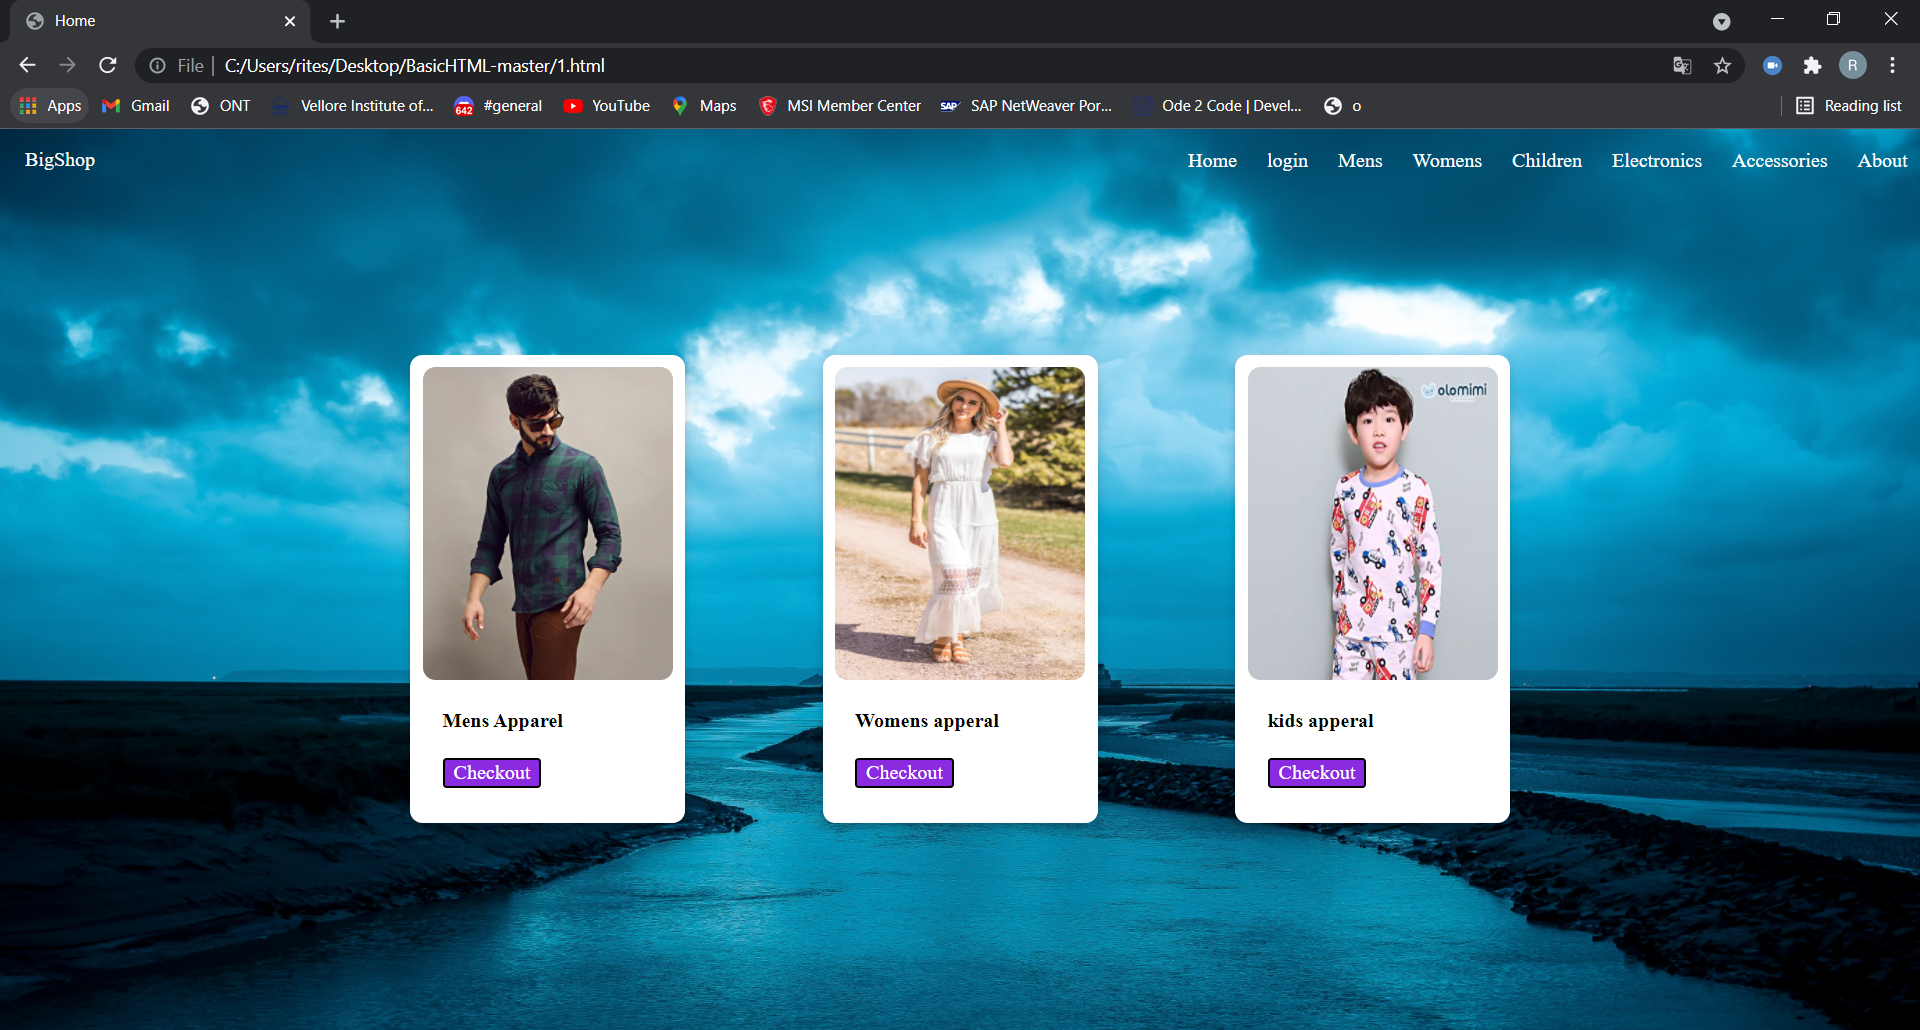 Home
File C:/Users/rites/Desktop/BasicHTML-master/1.html
R
Apps Gmail ONT Vellore Institute of... #general YouTube Maps MSI Member Center SAP NetWeaver Por... Ode 2 Code | Devel... o Reading list
642
SAP
BigShop Home login Mens Womens Children Electronics Accessories About
olomimi
Mens Apparel Womens apperal kids apperal
Checkout Checkout Checkout